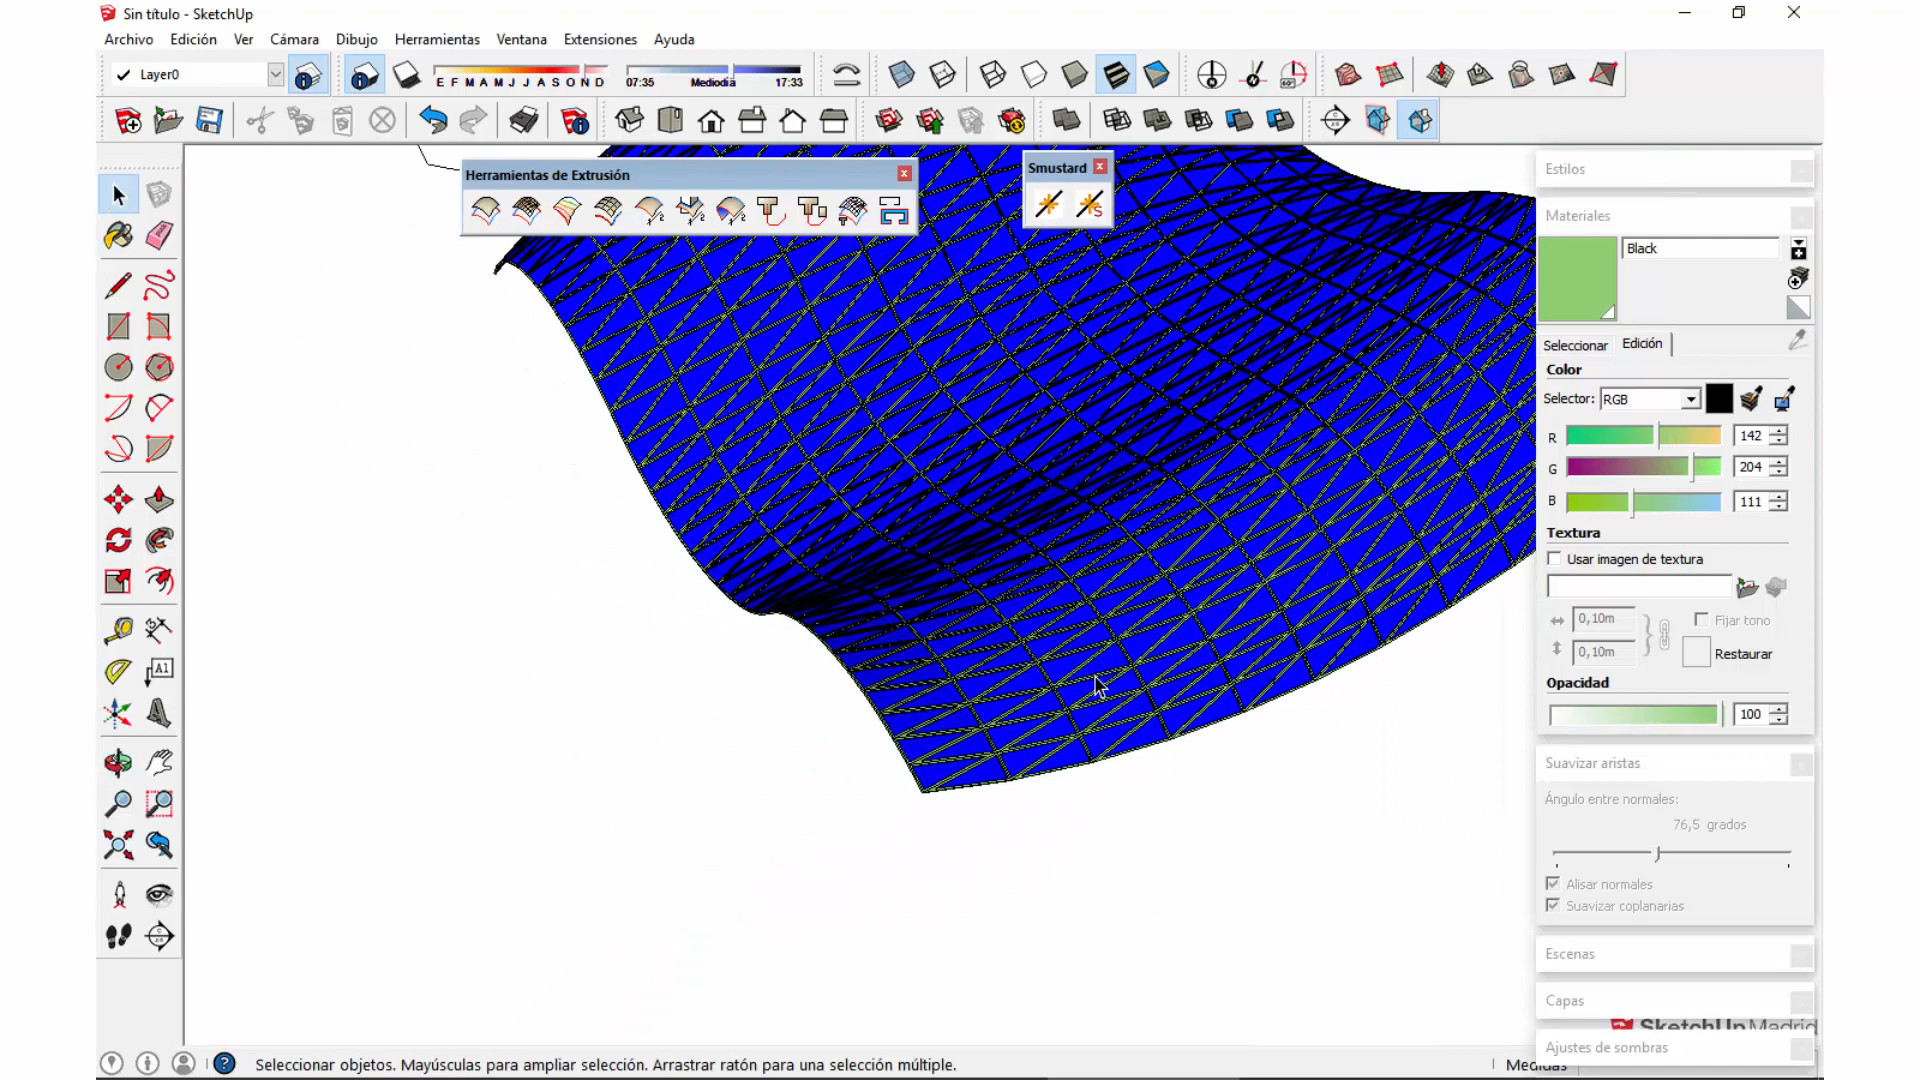 Sin título - SketchUp
Archivo Edición Ver Cámara Dibujo Herramientas Ventana Extensiones Ayuda
Layer0
E F M A M J J A S O N D
07:35 Mediodía 17:33
Herramientas de Extrusión
Smustard
S
A1
Estilos
Materiales
Black
Seleccionar Edición
Color
Selector: RGB
R 142
G 204
B 111
Textura
Usar imagen de textura
0,10m
Fijar tono
0,10m
Restaurar
Opacidad
100
Suavizar aristas
Ángulo entre normales:
76,5 grados
Alisar normales
Suavizar coplanarias
Escenas
Capas
SketchUpMadrid
Ajustes de sombras
Seleccionar objetos. Mayúsculas para ampliar selección. Arrastrar ratón para una selección múltiple.
Medidas